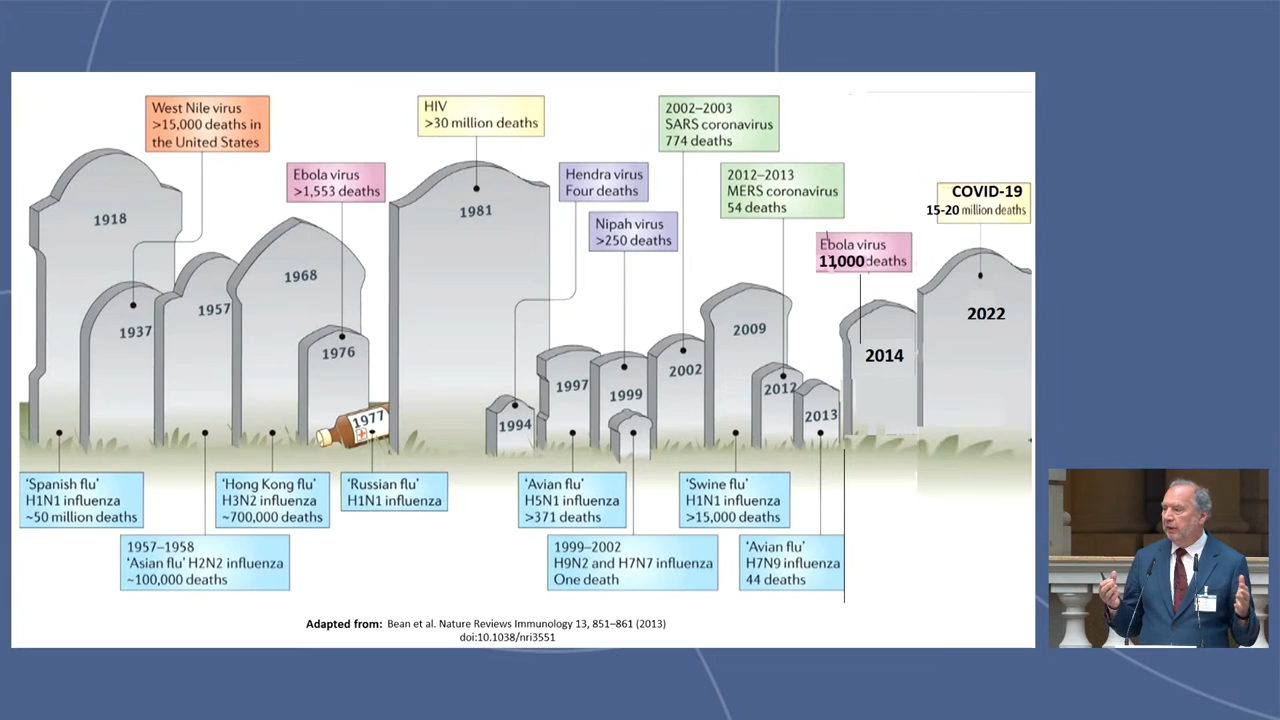 West Nile virus
>15,000 deaths in
the United States
HIV
>30 million deaths
2002–2003
SARS coronavirus
774 deaths
Ebola virus
>1,553 deaths
Hendra virus
Four deaths
2012–2013
MERS coronavirus
54 deaths
COVID-19
15-20 million deaths
Nipah virus
>250 deaths
Ebola virus
11,000 deaths
1918
1937
1957
1968
1976
1977
1981
1994
1997
1999
2002
2009
2012
2013
2014
2022
‘Spanish flu’
H1N1 influenza
~50 million deaths
‘Hong Kong flu’
H3N2 influenza
~700,000 deaths
‘Russian flu’
H1N1 influenza
‘Avian flu’
H5N1 influenza
>371 deaths
‘Swine flu’
H1N1 influenza
>15,000 deaths
1957–1958
‘Asian flu’ H2N2 influenza
~100,000 deaths
1999–2002
H9N2 and H7N7 influenza
One death
‘Avian flu’
H7N9 influenza
44 deaths
Adapted from: Bean et al. Nature Reviews Immunology 13, 851–861 (2013)
doi:10.1038/nri3551